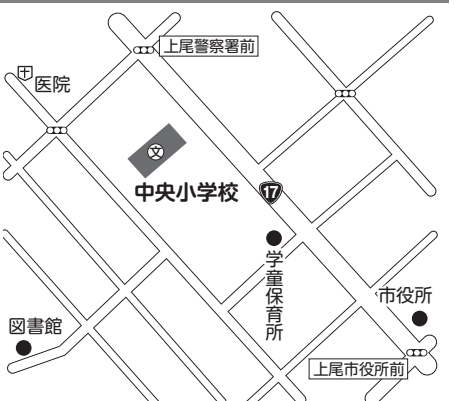 上尾警察署前
医院
文
中央小学校
17
学童保育所
市役所
図書館
上尾市役所前